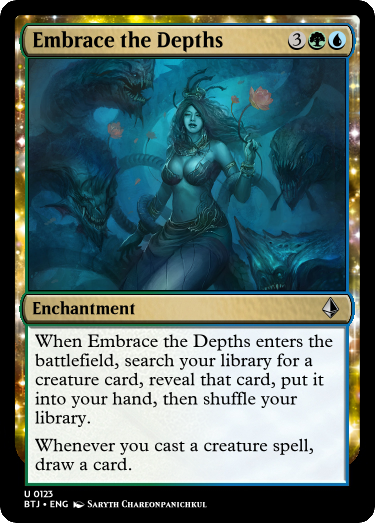 Embrace the Depths 3
Enchantment
When Embrace the Depths enters the
battlefield, search your library for a
creature card, reveal that card, put it
into your hand, then shuffle your
library.
Whenever you cast a creature spell,
draw a card.
U 0123
BTJ • ENG Saryth Chareonpanichkul